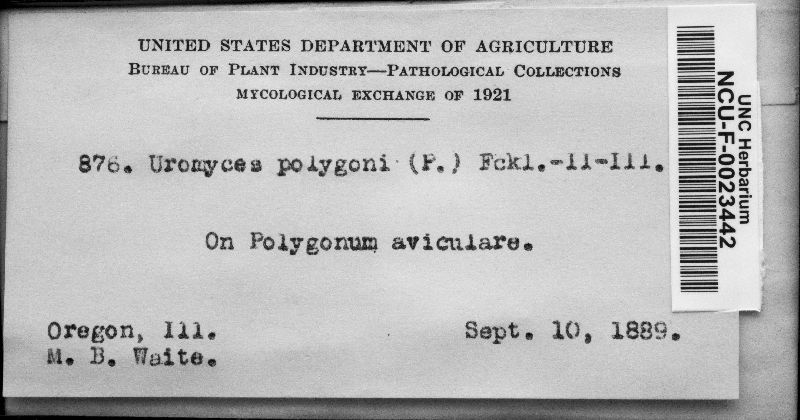 UNITED STATES DEPARTMENT OF AGRICULTURE
BUREAU OF PLANT INDUSTRY—PATHOLOGICAL COLLECTIONS
MYCOLOGICAL EXCHANGE OF 1921
876. Uromyces polygoni (P.) Fckl.-II-III.
On Polygonum aviculare.
Oregon, Ill.
Sept. 10, 1889.
M. B. Waite.
UNC Herbarium
NCU-F-0023442